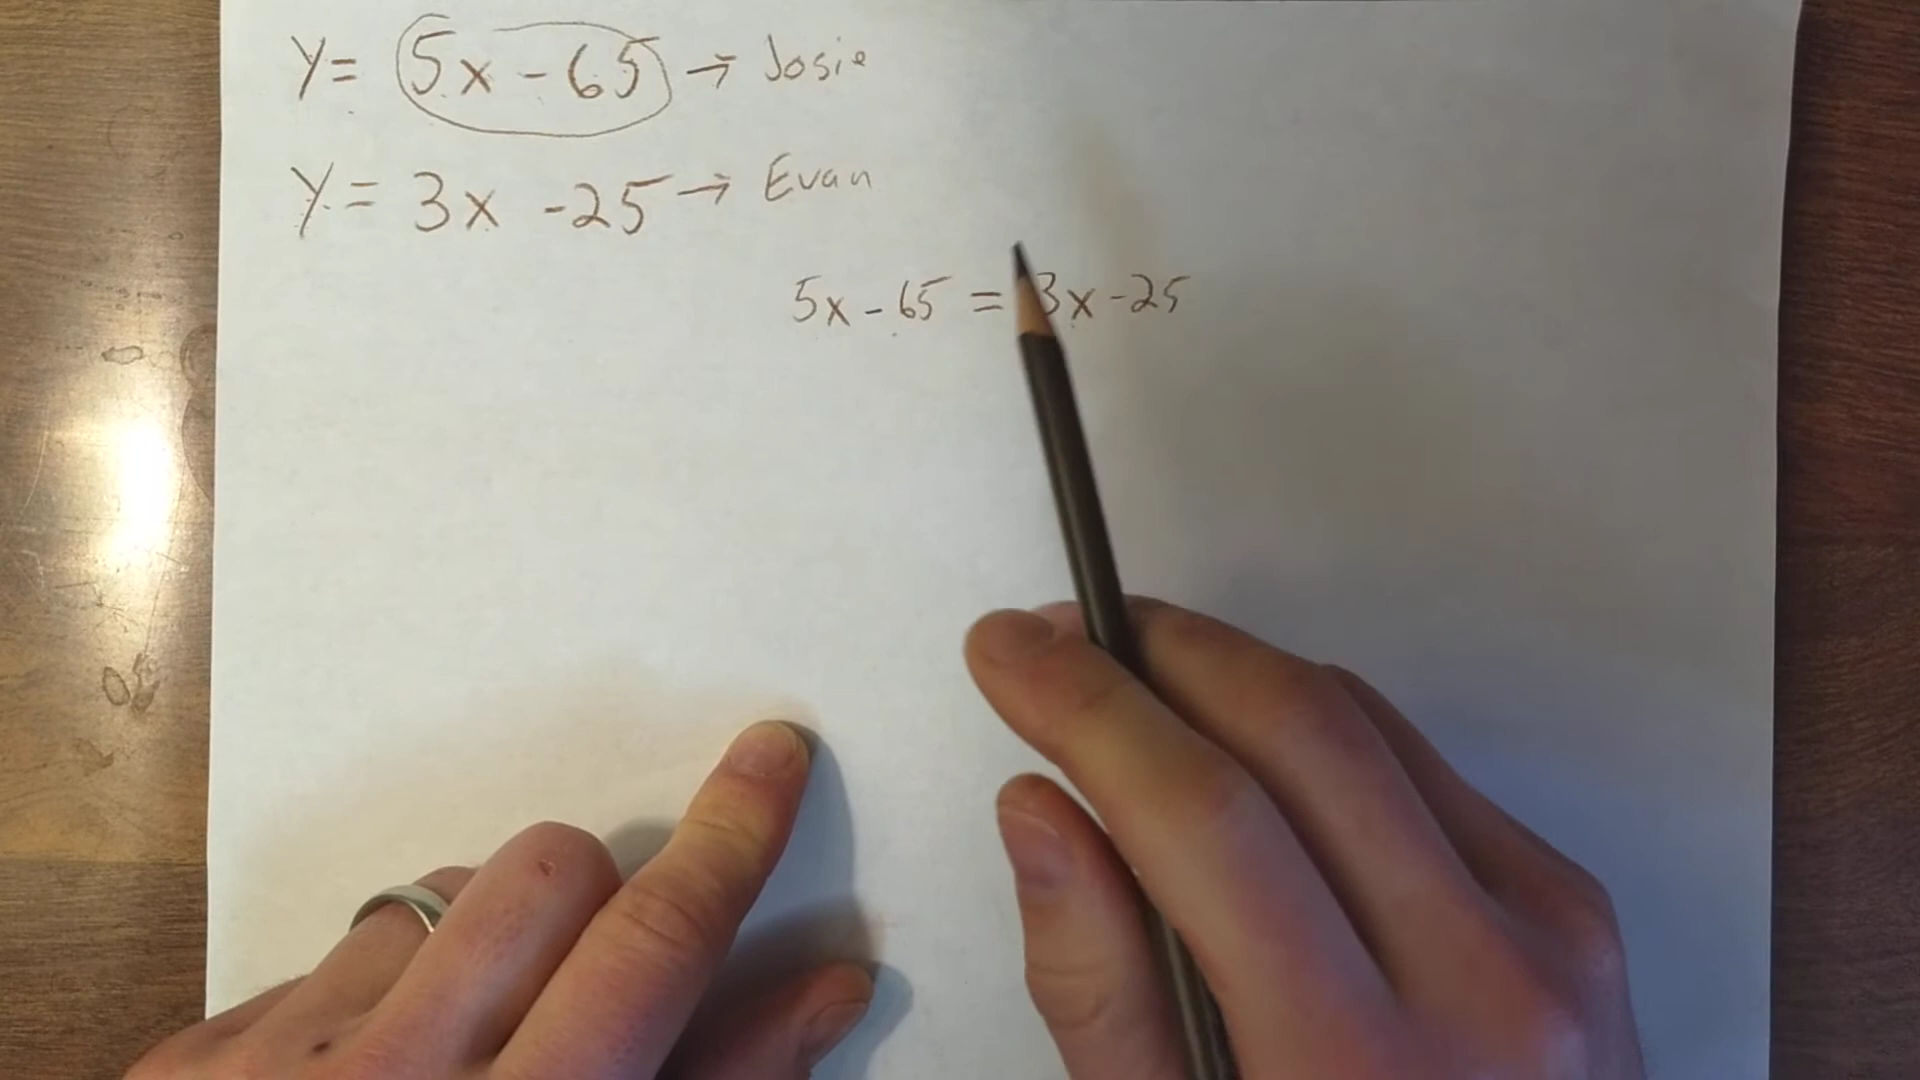 y = 5x - 65 → Josie
y = 3x - 25 → Evan
5x - 65 = 3x - 25